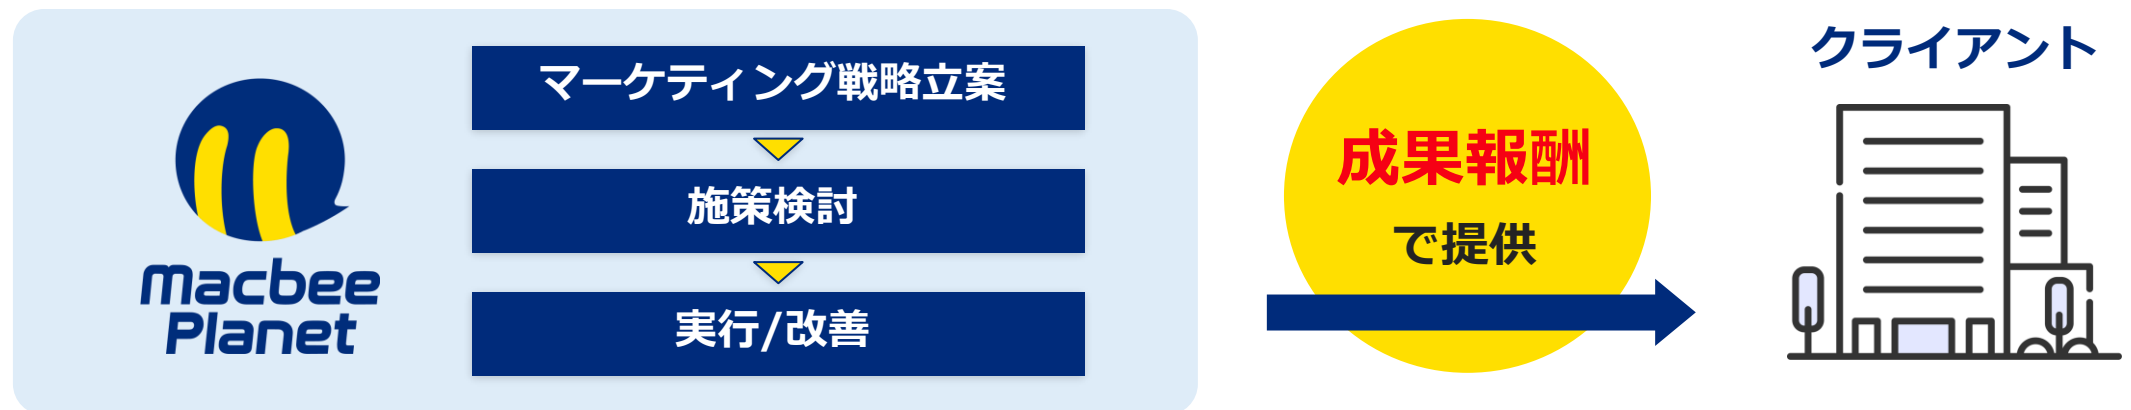 macbee
Planet
マーケティング戦略立案
施策検討
実行/改善
成果報酬
で提供
クライアント